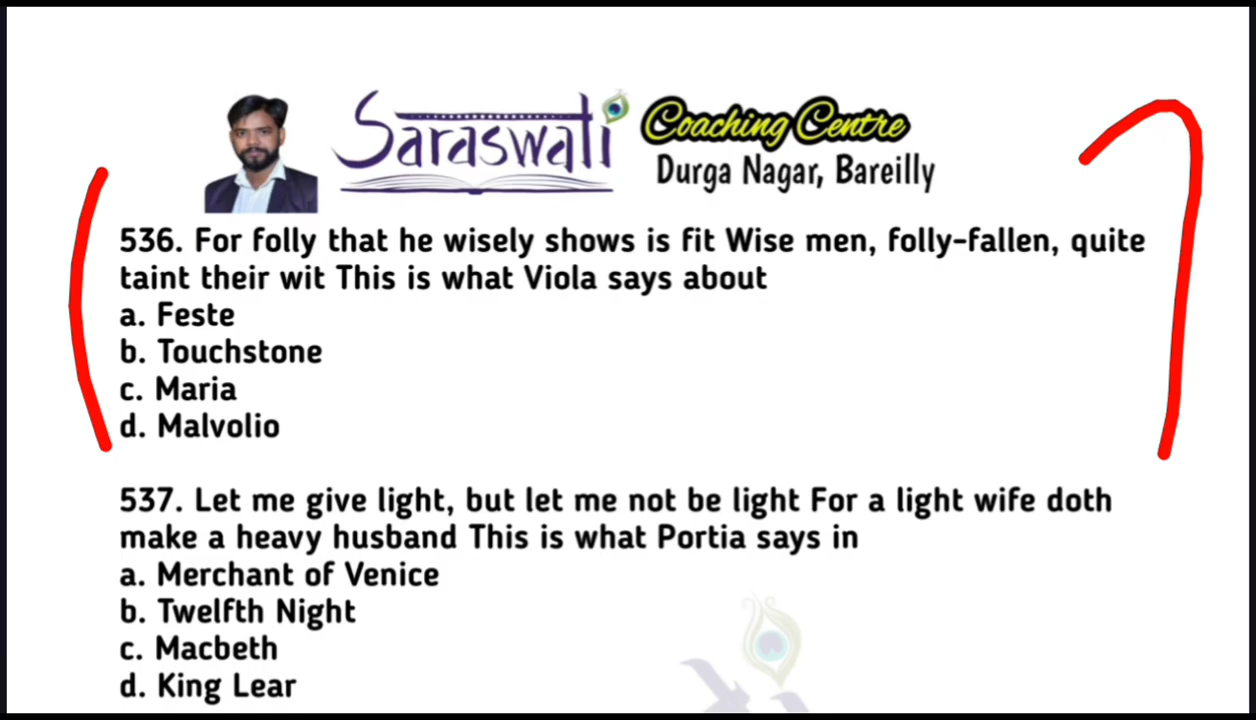 Saraswati Coaching Centre
Durga Nagar, Bareilly
536. For folly that he wisely shows is fit Wise men, folly-fallen, quite
taint their wit This is what Viola says about
a. Feste
b. Touchstone
c. Maria
d. Malvolio
537. Let me give light, but let me not be light For a light wife doth
make a heavy husband This is what Portia says in
a. Merchant of Venice
b. Twelfth Night
c. Macbeth
d. King Lear